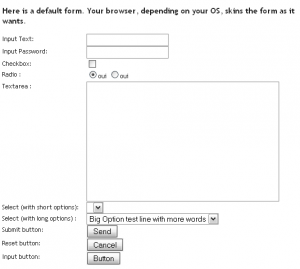 Here is a default form. Your browser, depending on your OS, skins the form as it
wants.
Input Text:
Input Password:
Checkbox:
Radio : oui oui
Textarea :
Select (with short options):
Select (with long options) : Big Option test line with more words
Submit button: Send
Reset button: Cancel
Input button: Button